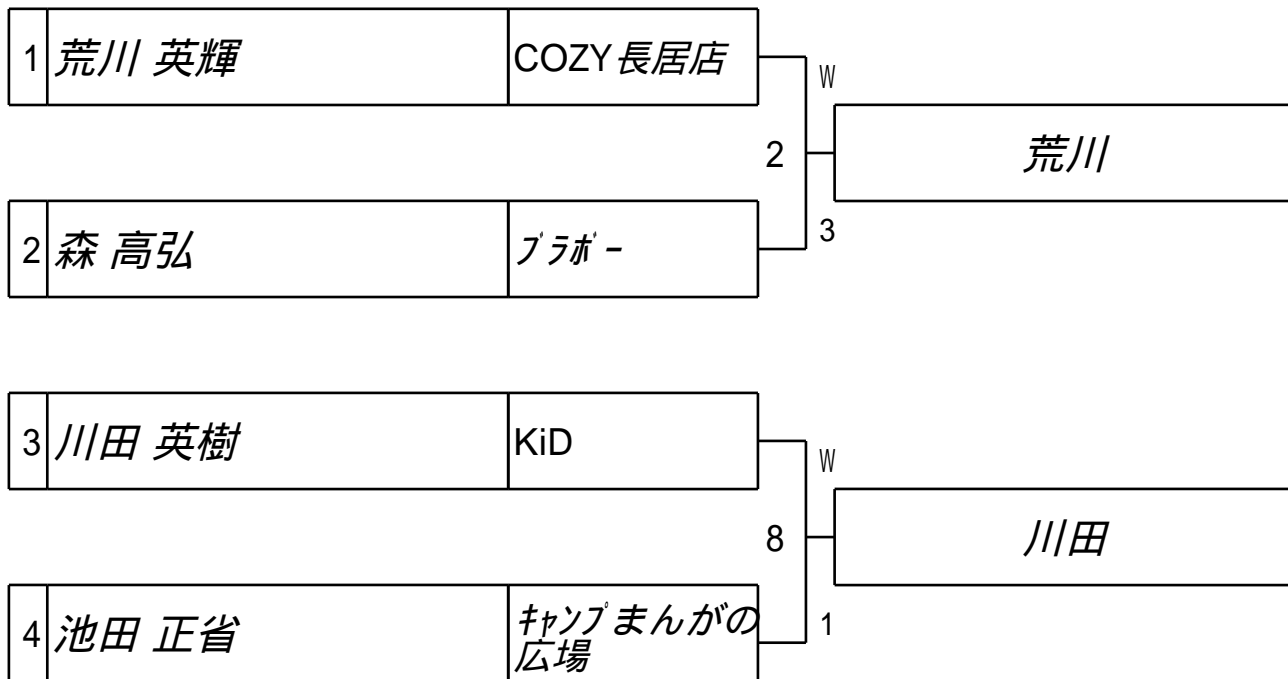 1 荒川 英輝 COZY長居店
W
2 荒川
2 森 高弘 ﾌﾞﾗﾎﾞｰ
3
3 川田 英樹 KiD
W
8 川田
4 池田 正省 ｷｬﾝﾌﾟまんがの
広場
1